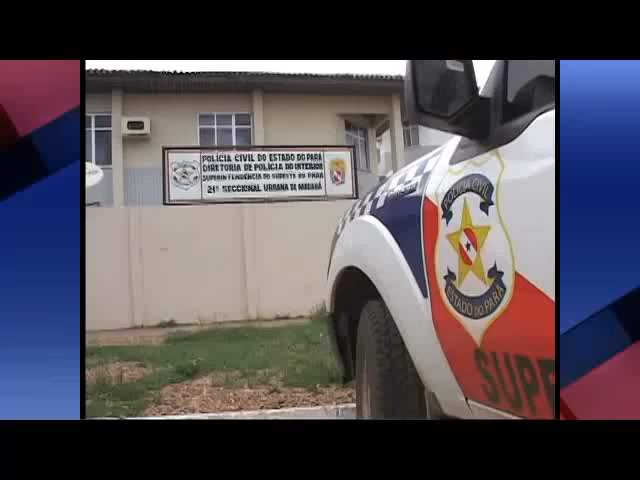 POLÍCIA CIVIL DO ESTADO DO PARÁ
DIRETORIA DE POLÍCIA DO INTERIOR
SUPERINTENDÊNCIA DO SUDESTE DO PARÁ
21ª SECCIONAL URBANA DE MARABÁ
POLÍCIA CIVIL
ESTADO DO PARÁ
SUPE